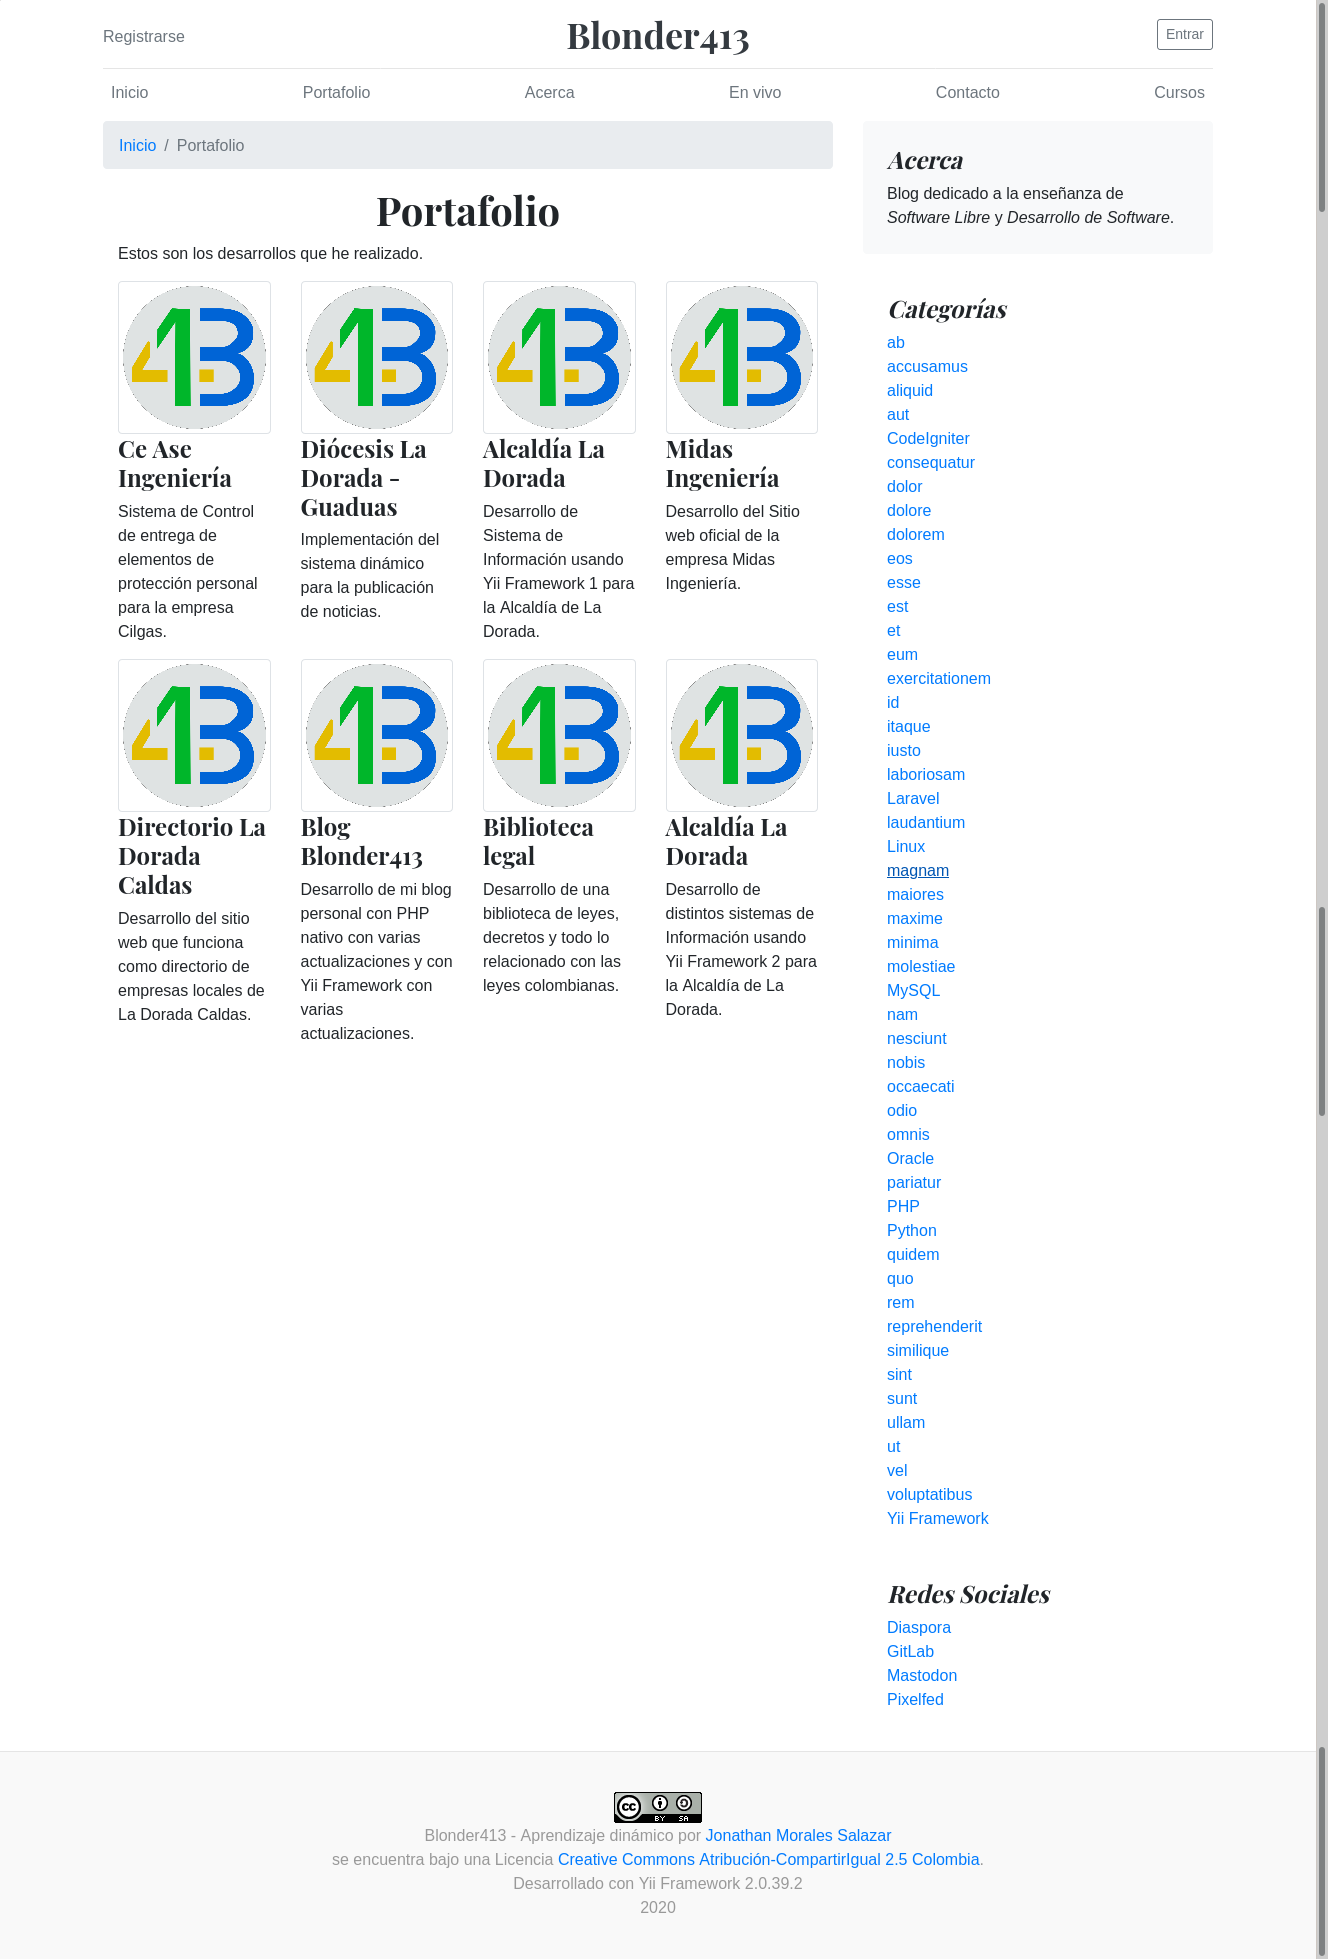 Registrarse
Blonder413
Entrar
Inicio
Portafolio
Acerca
En vivo
Contacto
Cursos
Inicio / Portafolio
Portafolio
Estos son los desarrollos que he realizado.
413
Ce Ase
Ingeniería
Sistema de Control
de entrega de
elementos de
protección personal
para la empresa
Cilgas.
413
Diócesis La
Dorada -
Guaduas
Implementación del
sistema dinámico
para la publicación
de noticias.
413
Alcaldía La
Dorada
Desarrollo de
Sistema de
Información usando
Yii Framework 1 para
la Alcaldía de La
Dorada.
413
Midas
Ingeniería
Desarrollo del Sitio
web oficial de la
empresa Midas
Ingeniería.
413
Directorio La
Dorada
Caldas
Desarrollo del sitio
web que funciona
como directorio de
empresas locales de
La Dorada Caldas.
413
Blog
Blonder413
Desarrollo de mi blog
personal con PHP
nativo con varias
actualizaciones y con
Yii Framework con
varias
actualizaciones.
413
Biblioteca
legal
Desarrollo de una
biblioteca de leyes,
decretos y todo lo
relacionado con las
leyes colombianas.
413
Alcaldía La
Dorada
Desarrollo de
distintos sistemas de
Información usando
Yii Framework 2 para
la Alcaldía de La
Dorada.
Acerca
Blog dedicado a la enseñanza de
Software Libre y Desarrollo de Software.
Categorías
ab
accusamus
aliquid
aut
CodeIgniter
consequatur
dolor
dolore
dolorem
eos
esse
est
et
eum
exercitationem
id
itaque
iusto
laboriosam
Laravel
laudantium
Linux
magnam
maiores
maxime
minima
molestiae
MySQL
nam
nesciunt
nobis
occaecati
odio
omnis
Oracle
pariatur
PHP
Python
quidem
quo
rem
reprehenderit
similique
sint
sunt
ullam
ut
vel
voluptatibus
Yii Framework
Redes Sociales
Diaspora
GitLab
Mastodon
Pixelfed
CC BY SA
Blonder413 - Aprendizaje dinámico por Jonathan Morales Salazar
se encuentra bajo una Licencia Creative Commons Atribución-CompartirIgual 2.5 Colombia.
Desarrollado con Yii Framework 2.0.39.2
2020